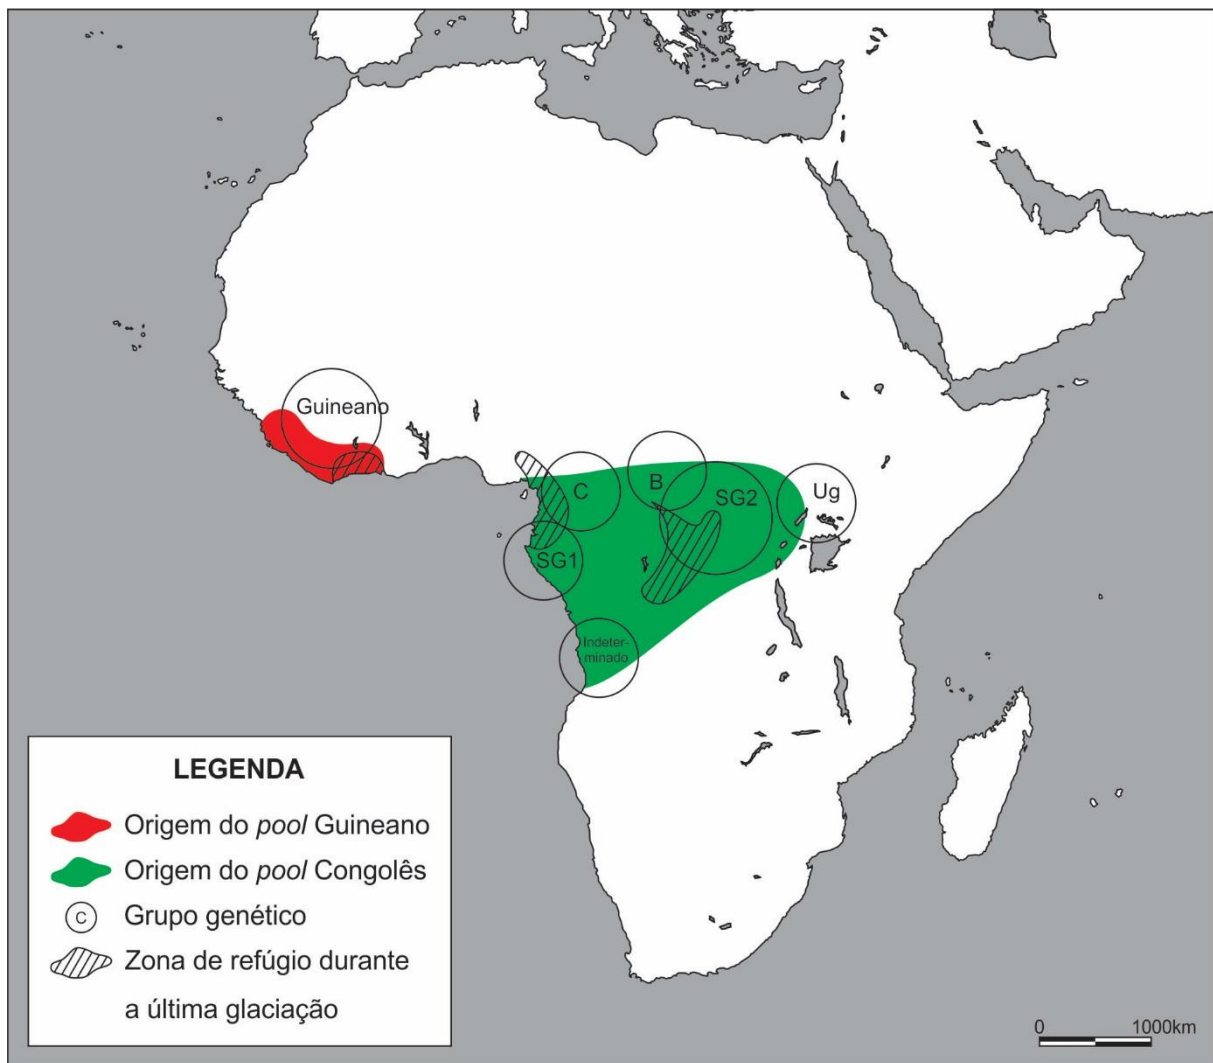 Guineano
C
B
SG2
Ug
SG1
Indeter-
minado
LEGENDA
Origem do pool Guineano
Origem do pool Congolês
C
Grupo genético
Zona de refúgio durante
a última glaciação
0 1000km